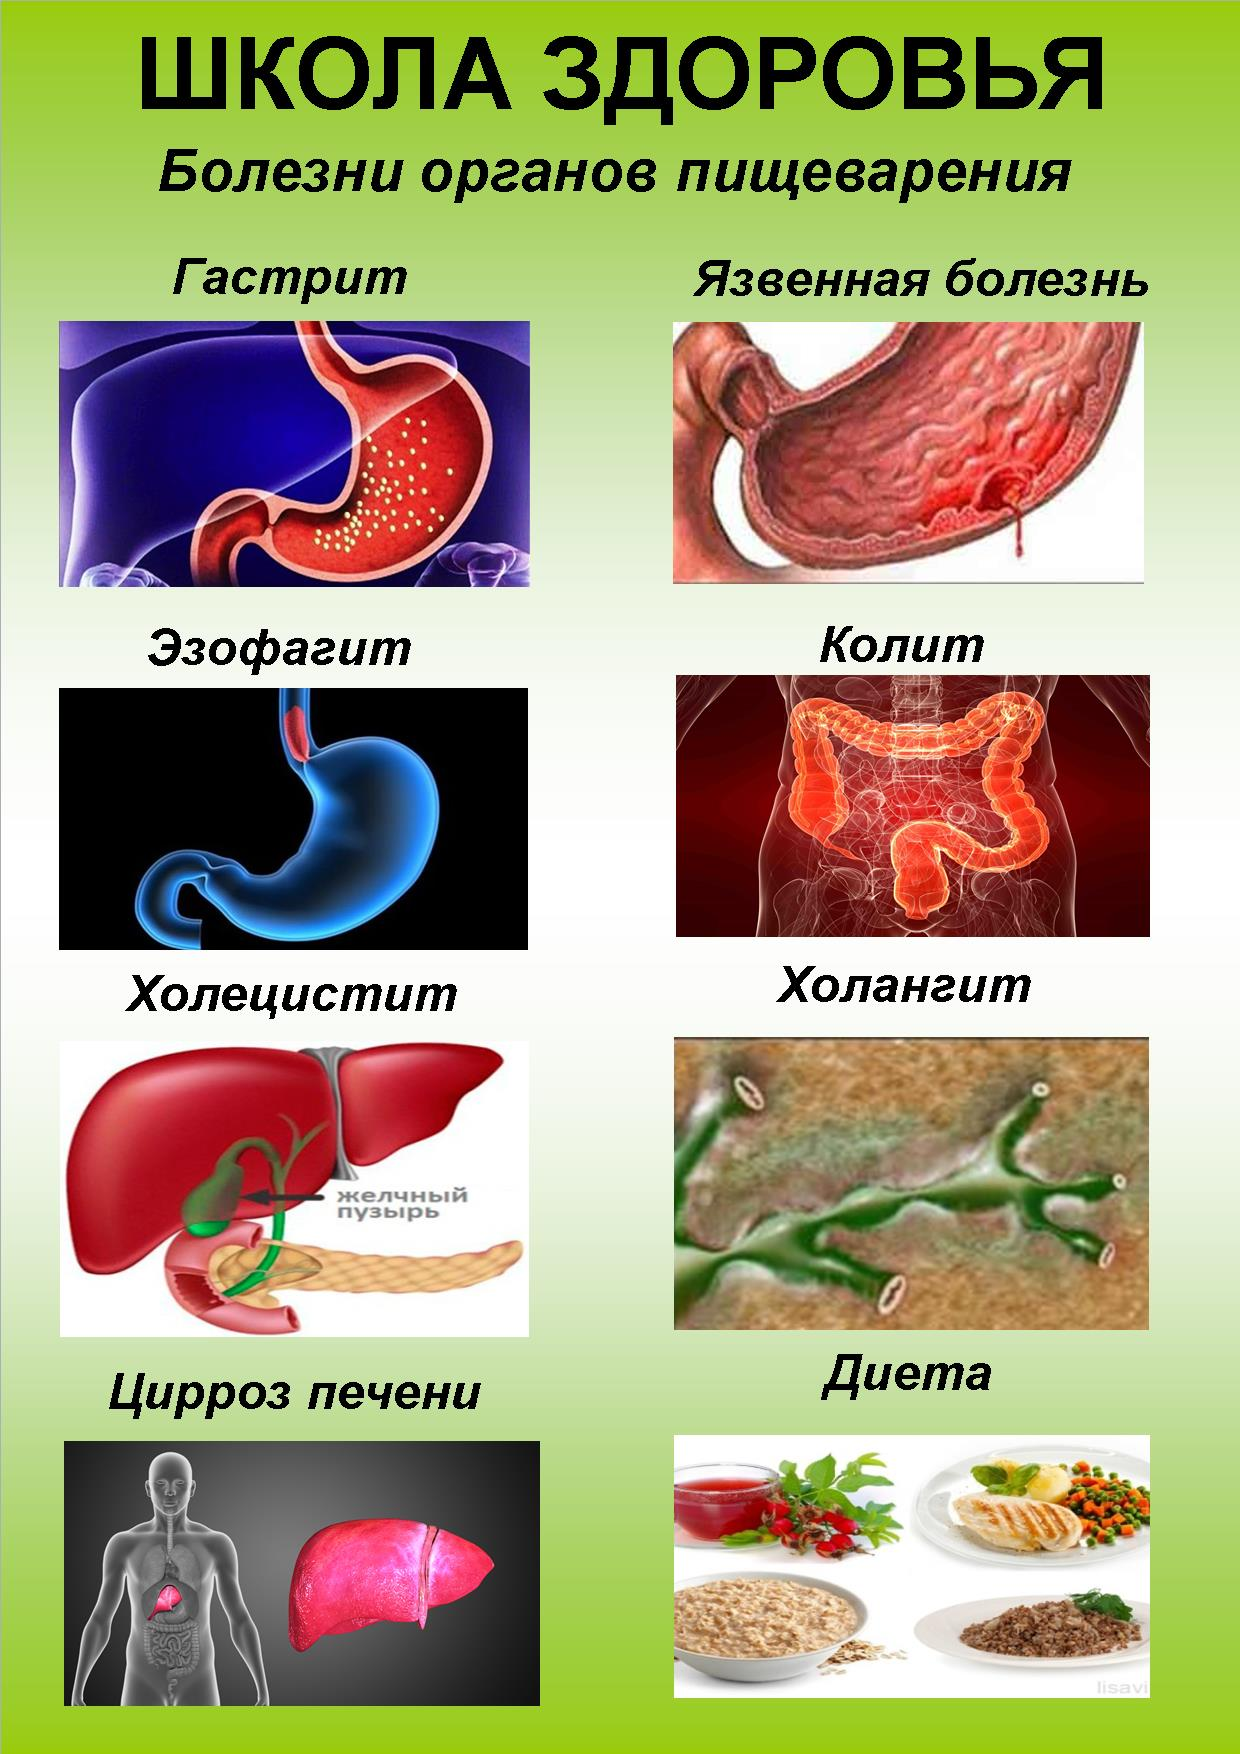 ШКОЛА ЗДОРОВЬЯ
Болезни органов пищеварения
Гастрит
Язвенная болезнь
Эзофагит
Колит
Холецистит
Холангит
желчный
пузырь
Цирроз печени
Диета
lisavi